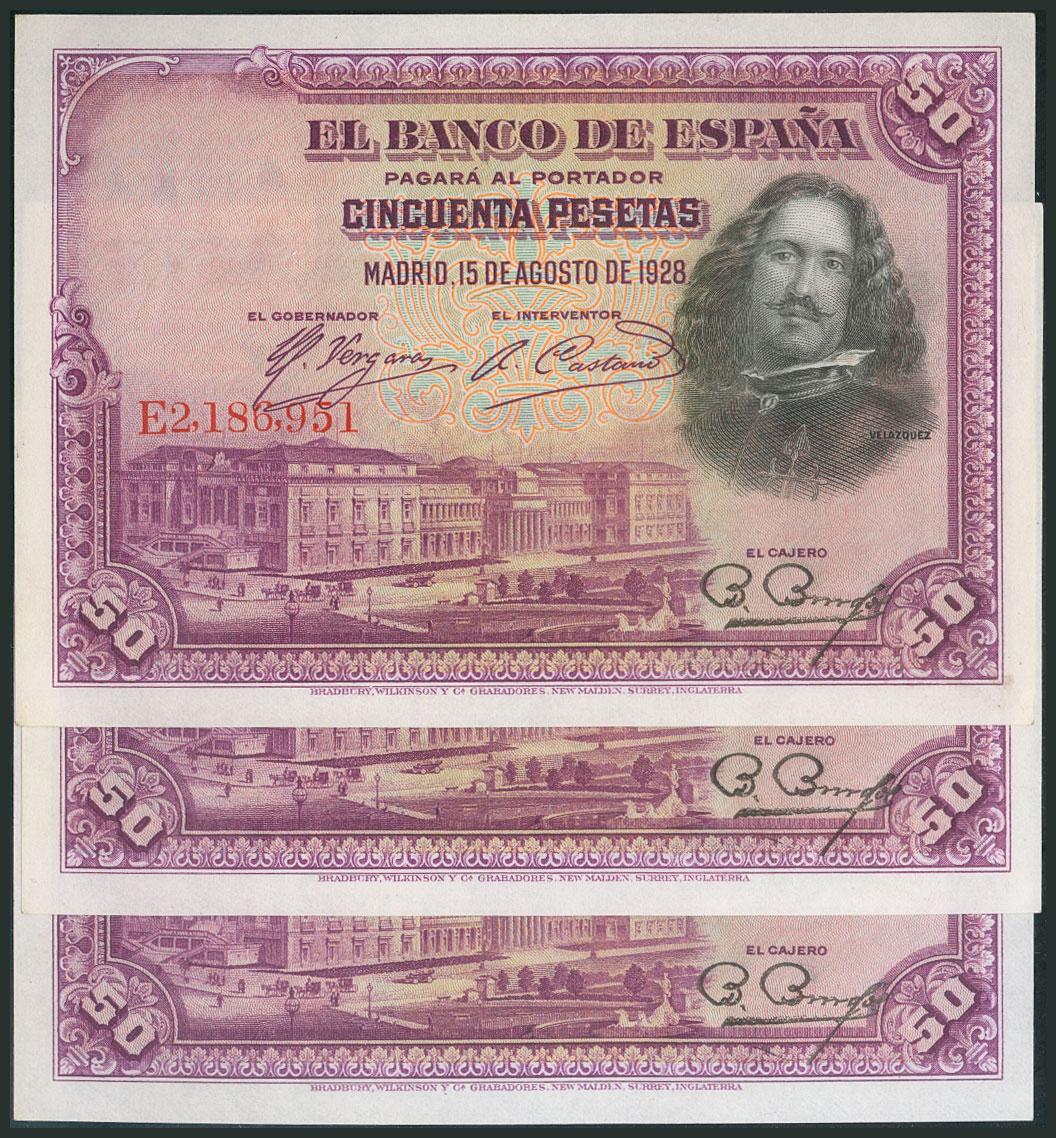 50
EL BANCO DE ESPAÑA
PAGARÁ AL PORTADOR
CINCUENTA PESETAS
MADRID, 15 DE AGOSTO DE 1928
EL GOBERNADOR EL INTERVENTOR
Vergaras A. Castaño
E2,186,951
VELAZQUEZ
EL CAJERO
50 50
BRADBURY, WILKINSON Y Cª GRABADORES. NEW MALDEN. SURREY, INGLATERRA
EL CAJERO
50 50
BRADBURY, WILKINSON Y Cª GRABADORES. NEW MALDEN. SURREY, INGLATERRA
EL CAJERO
50 50
BRADBURY, WILKINSON Y Cª GRABADORES. NEW MALDEN. SURREY, INGLATERRA